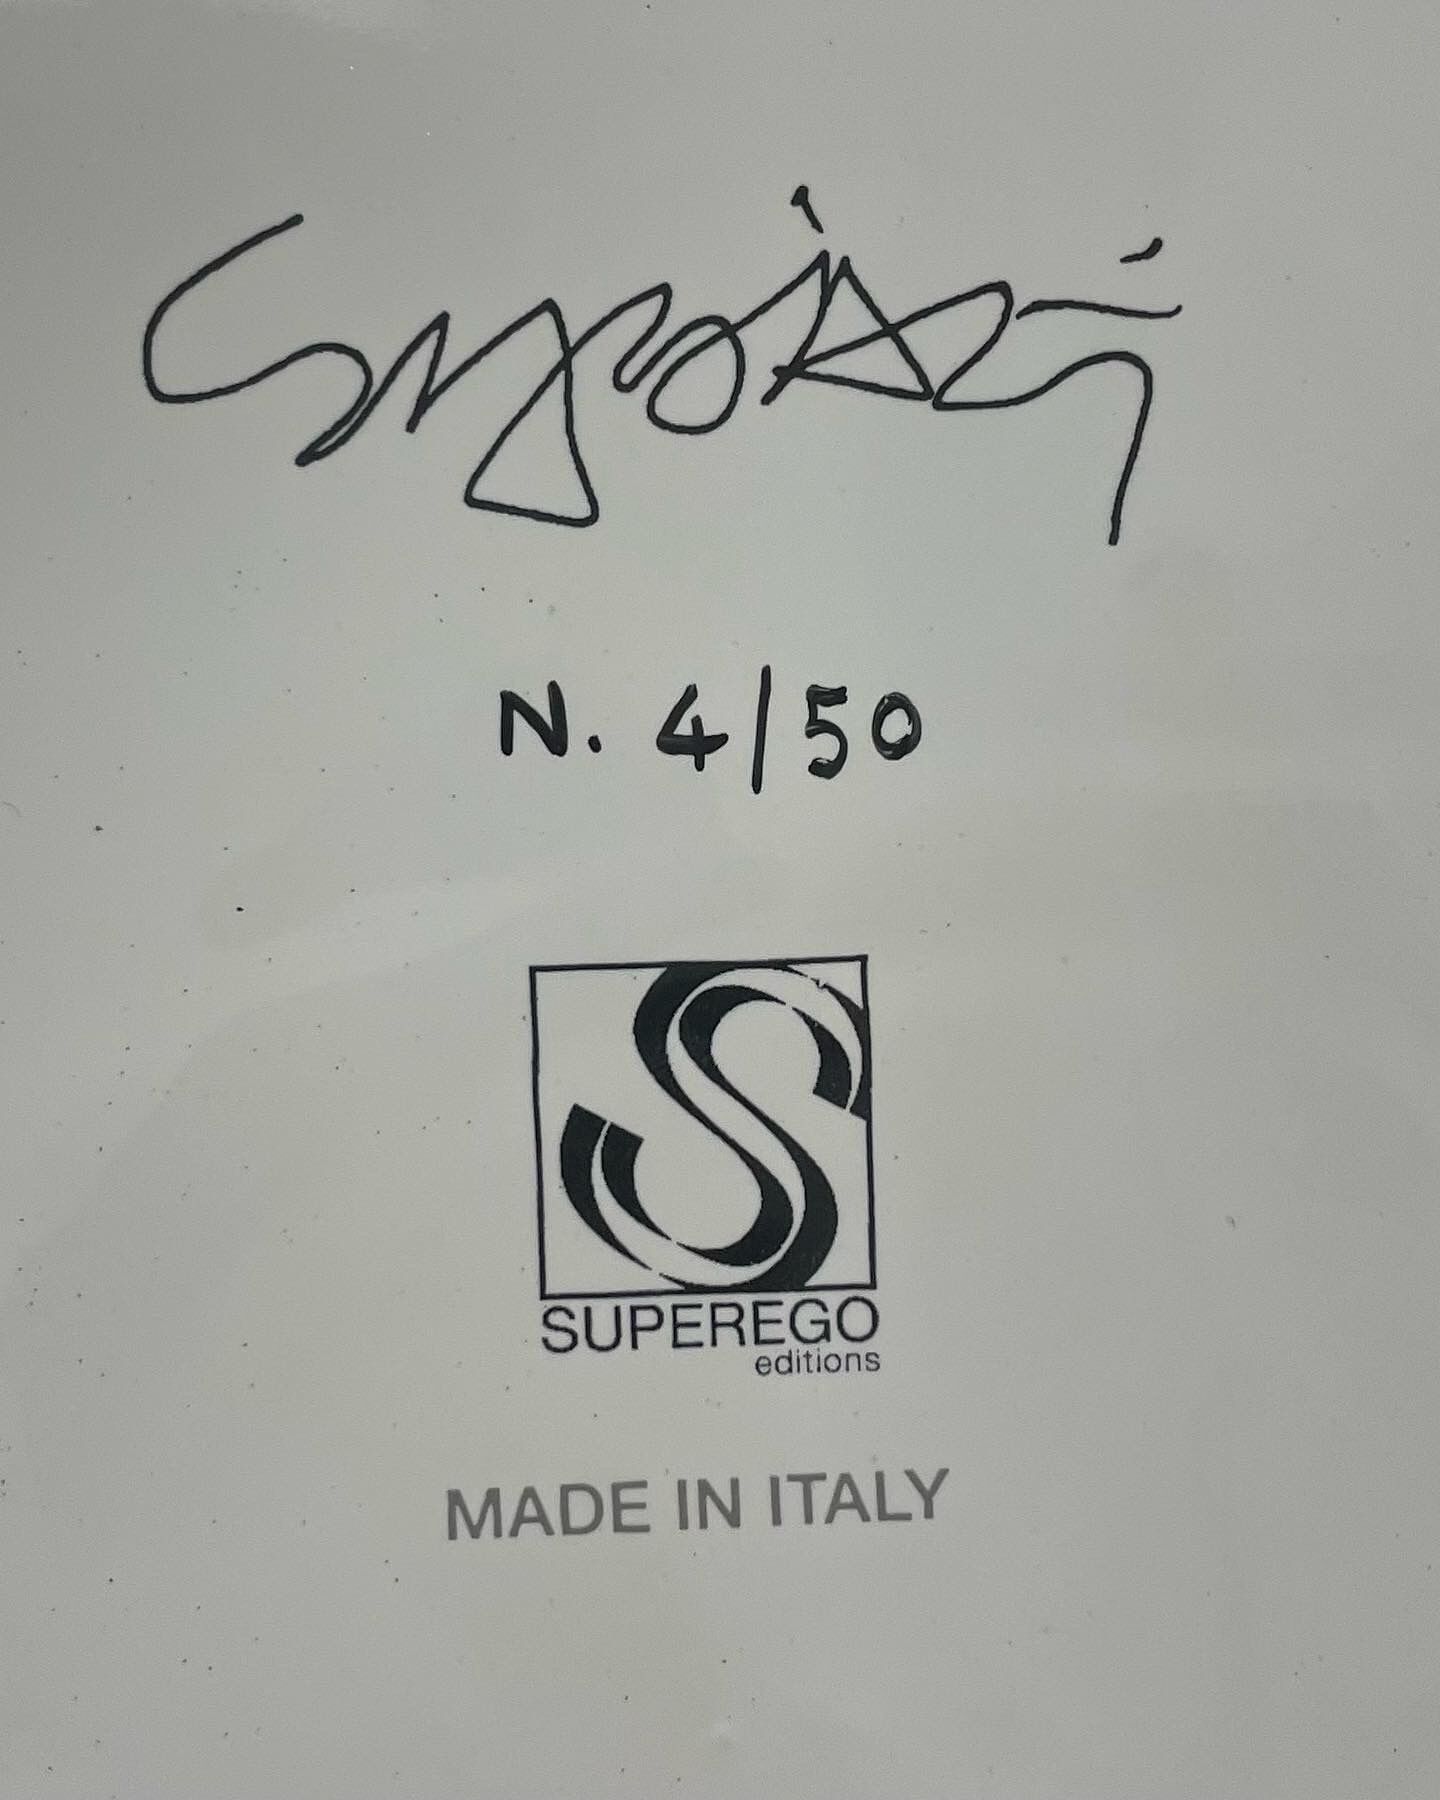 N. 4/50
SUPEREGO
editions
MADE IN ITALY